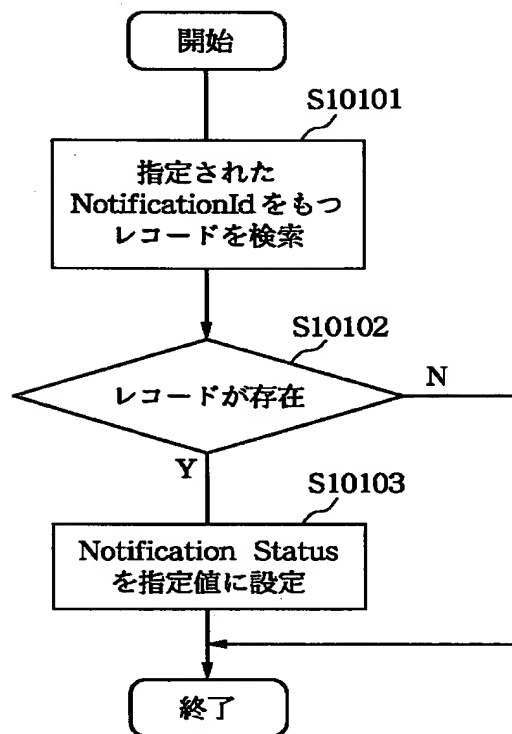 開始
S10101
指定された
NotificationIdをもつ
レコードを検索
S10102
レコードが存在
N
Y
S10103
Notification Status
を指定値に設定
終了